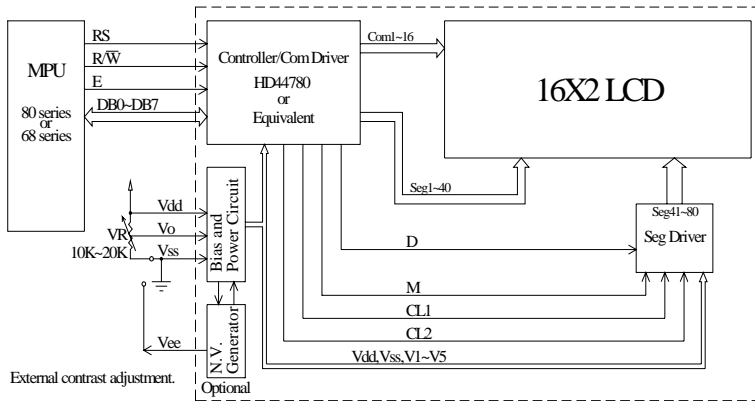 MPU
80 series
or
68 series
RS
R/W̅
E
DB0~DB7
Controller/Com Driver
HD44780
or
Equivalent
Com1~16
16X2 LCD
Seg1~40
Seg41~80
Seg Driver
D
M
CL1
CL2
Vdd,Vss,V1~V5
Vdd
Vo
Vss
VR
10K~20K
Bias and
Power Circuit
N.V.
Generator
Optional
Vee
External contrast adjustment.